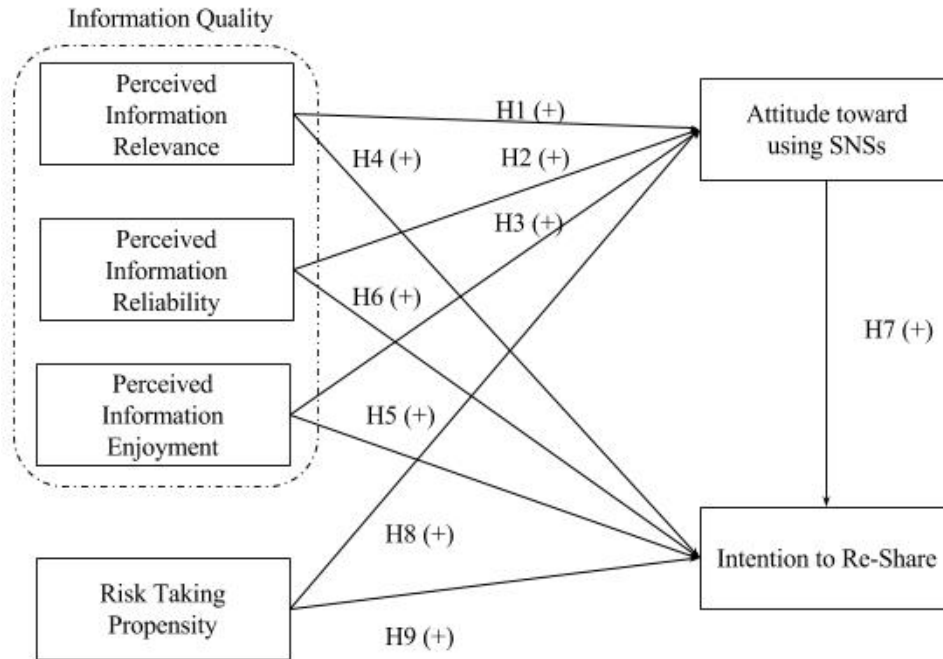 Information Quality
Perceived
Information
Relevance
H1 (+)
Attitude toward
using SNSs
H4 (+)
H2 (+)
H3 (+)
Perceived
Information
Reliability
H6 (+)
H7 (+)
Perceived
Information
Enjoyment
H5 (+)
H8 (+)
Intention to Re-Share
Risk Taking
Propensity
H9 (+)